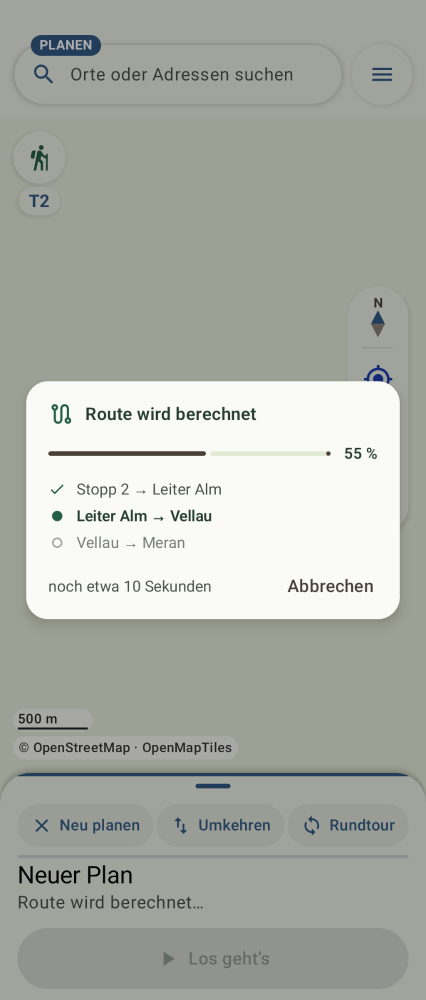 PLANEN
Orte oder Adressen suchen
T2
N
Route wird berechnet
55 %
Stopp 2 → Leiter Alm
Leiter Alm → Vellau
Vellau → Meran
noch etwa 10 Sekunden Abbrechen
500 m
© OpenStreetMap · OpenMapTiles
Neu planen Umkehren Rundtour
Neuer Plan
Route wird berechnet…
Los geht's